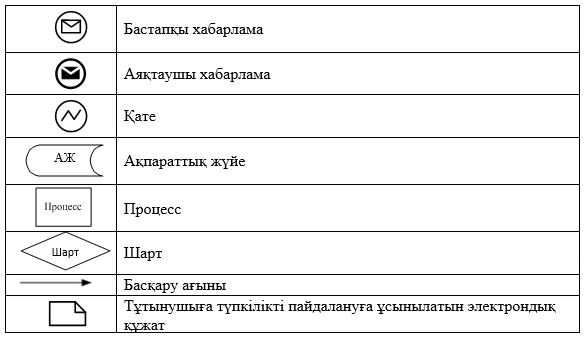 Бастапқы хабарлама
Аяқтаушы хабарлама
Қате
АЖ Ақпараттық жүйе
Процесс Процесс
Шарт Шарт
Басқару ағыны
Тұтынушыға түпкілікті пайдалануға ұсынылатын электрондық
құжат